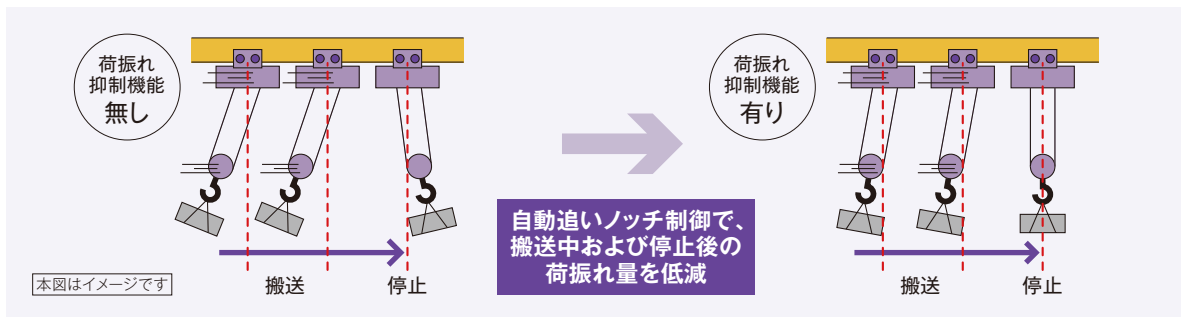 荷振れ
抑制機能
無し
搬送
停止
本図はイメージです
自動追いノッチ制御で、
搬送中および停止後の
荷振れ量を低減
荷振れ
抑制機能
有り
搬送
停止